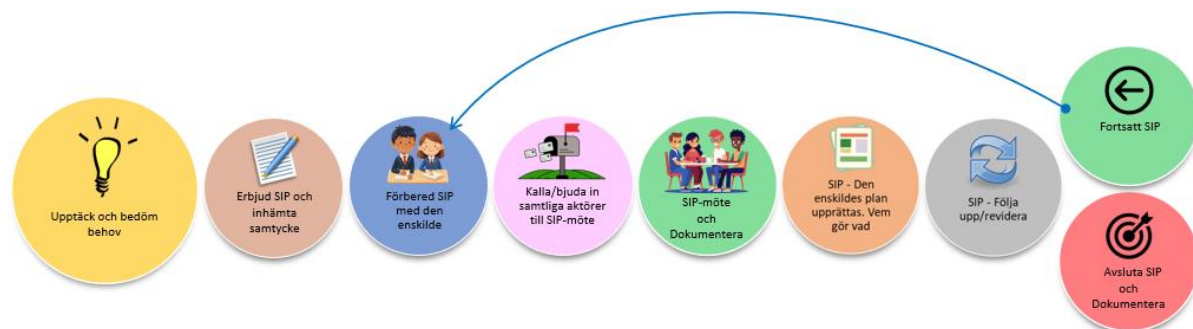 Upptäck och bedöm
behov
Erbjud SIP och
inhämta
samtycke
Förbered SIP
med den
enskilde
Kalla/bjuda in
samtliga aktörer
till SIP-möte
SIP-möte
och
Dokumentera
SIP - Den
enskildes plan
upprättas. Vem
gör vad
SIP - Följa
upp/revidera
Fortsatt SIP
Avsluta SIP
och
Dokumentera